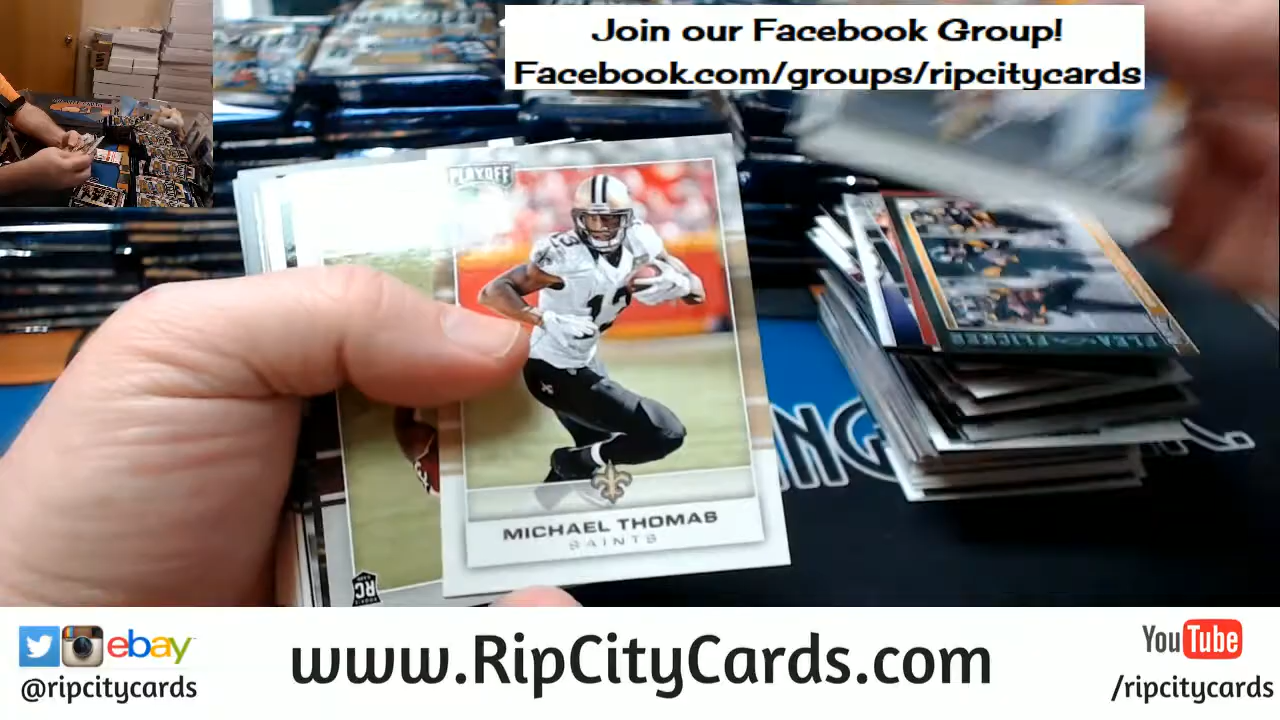 Join our Facebook Group!
Facebook.com/groups/ripcitycards
PLAYOFF
13
FLEA FLICKER
RC
MICHAEL THOMAS
SAINTS
ebay
@ripcitycards
www.RipCityCards.com
YouTube
/ripcitycards